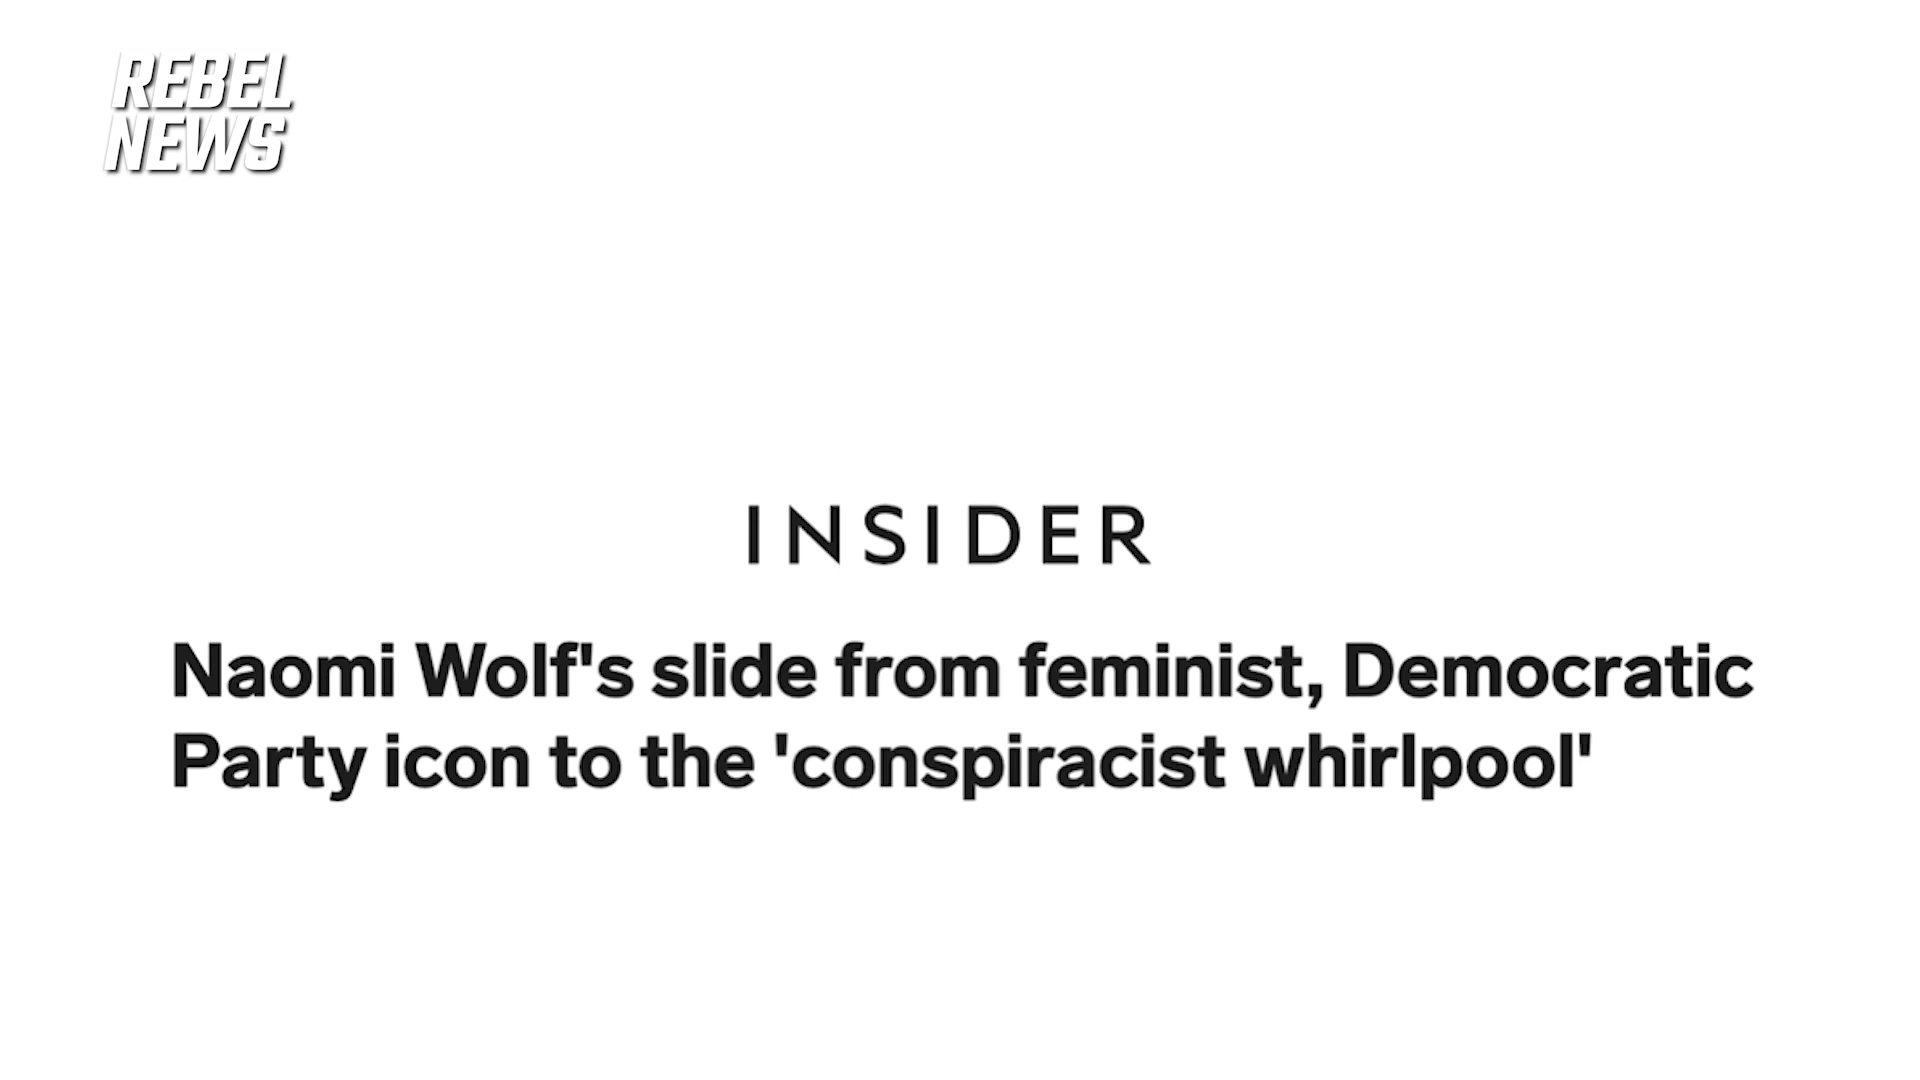 REBEL
NEWS
INSIDER
Naomi Wolf's slide from feminist, Democratic
Party icon to the 'conspiracist whirlpool'